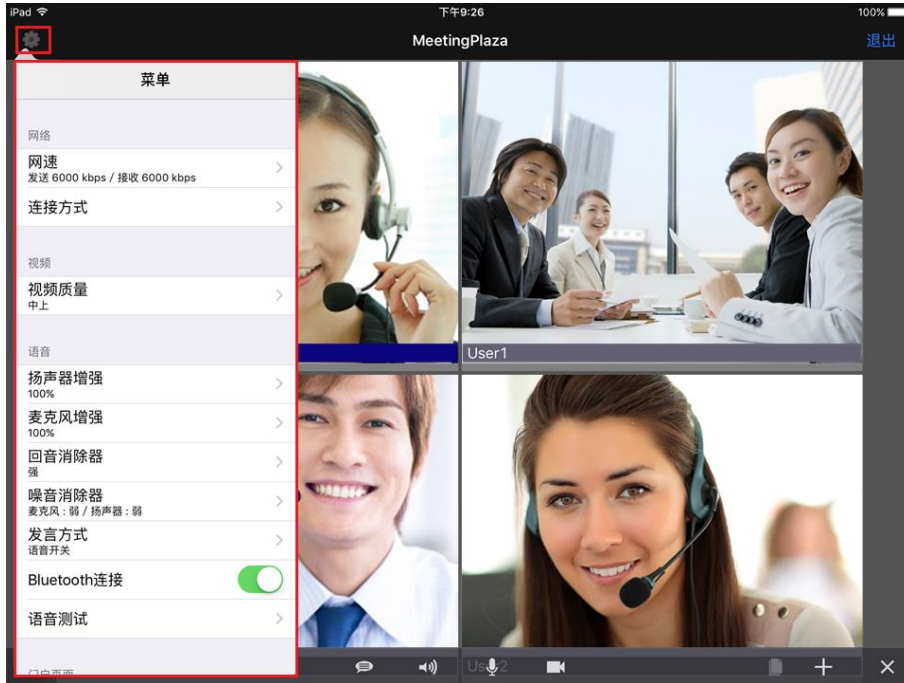 iPad
下午9:26
100%
MeetingPlaza
退出
菜单
网络
网速
发送 6000 kbps / 接收 6000 kbps
连接方式
视频
视频质量
中上
语音
扬声器增强
100%
麦克风增强
100%
回音消除器
强
噪音消除器
麦克风 : 弱 / 扬声器 : 弱
发言方式
语音开关
Bluetooth连接
语音测试
User1
User2